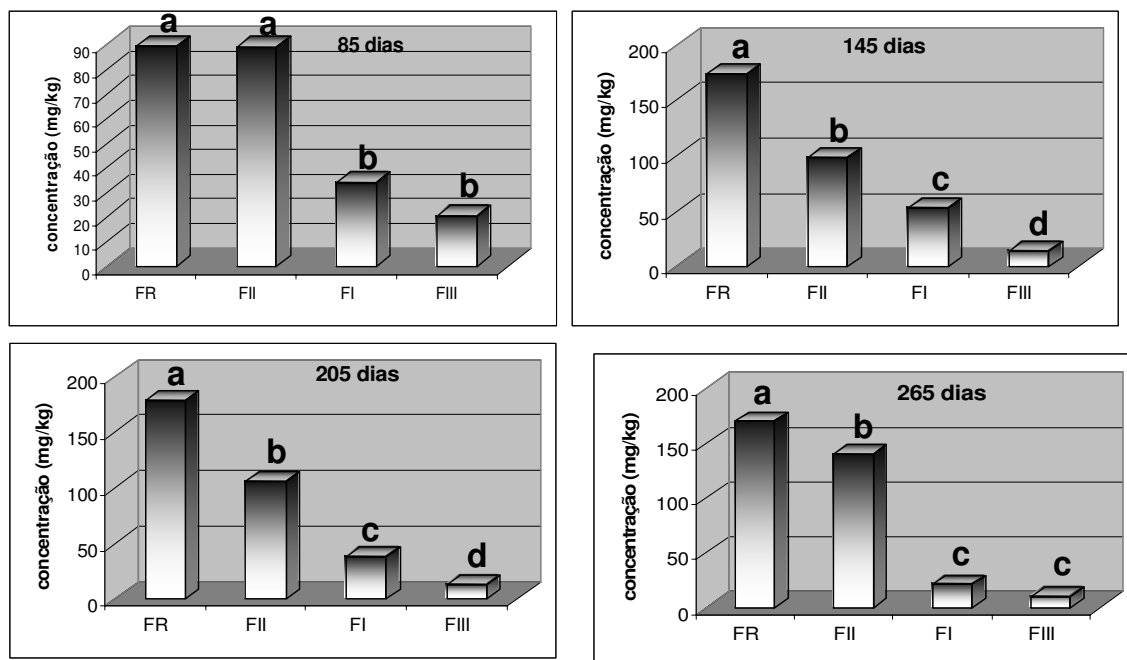 85 dias
concentração (mg/kg)
90
80
70
60
50
40
30
20
10
0
a
a
b
b
FR
FII
FI
FIII
145 dias
concentração (mg/kg)
200
150
100
50
0
a
b
c
d
FR
FII
FI
FIII
205 dias
concentração (mg/kg)
200
150
100
50
0
a
b
c
d
FR
FII
FI
FIII
265 dias
concentração (mg/kg)
200
150
100
50
0
a
b
c
c
FR
FII
FI
FIII